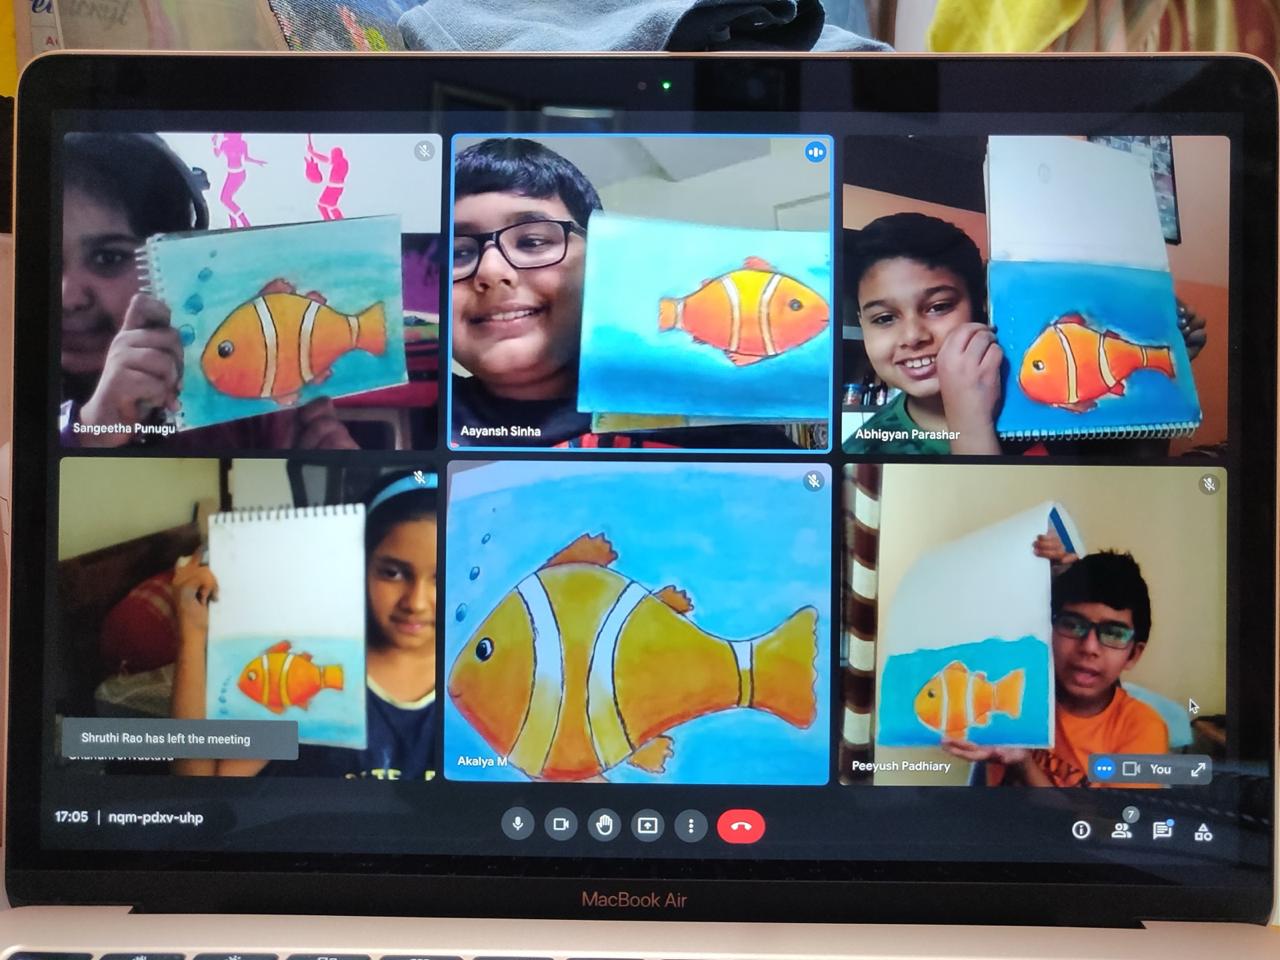 Sangeetha Punugu
Aayansh Sinha
Abhigyan Parashar
Shruthi Rao has left the meeting
Akalya M
Peeyush Padhiary
You
17:05 | nqm-pdxv-uhp
7
MacBook Air